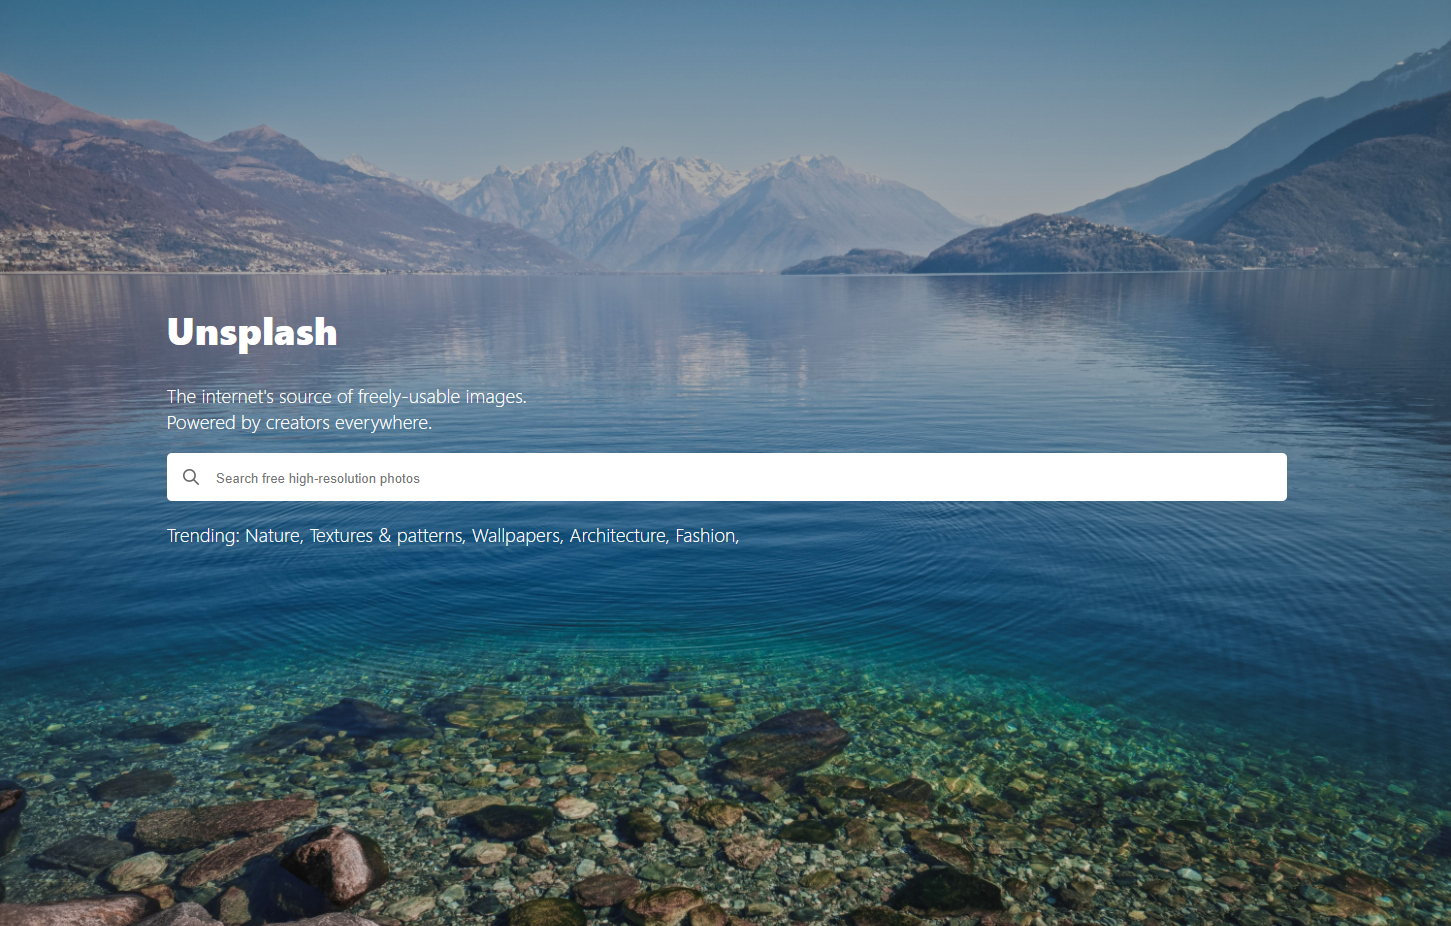 Unsplash
The internet's source of freely-usable images.
Powered by creators everywhere.
Search free high-resolution photos
Trending: Nature, Textures & patterns, Wallpapers, Architecture, Fashion,